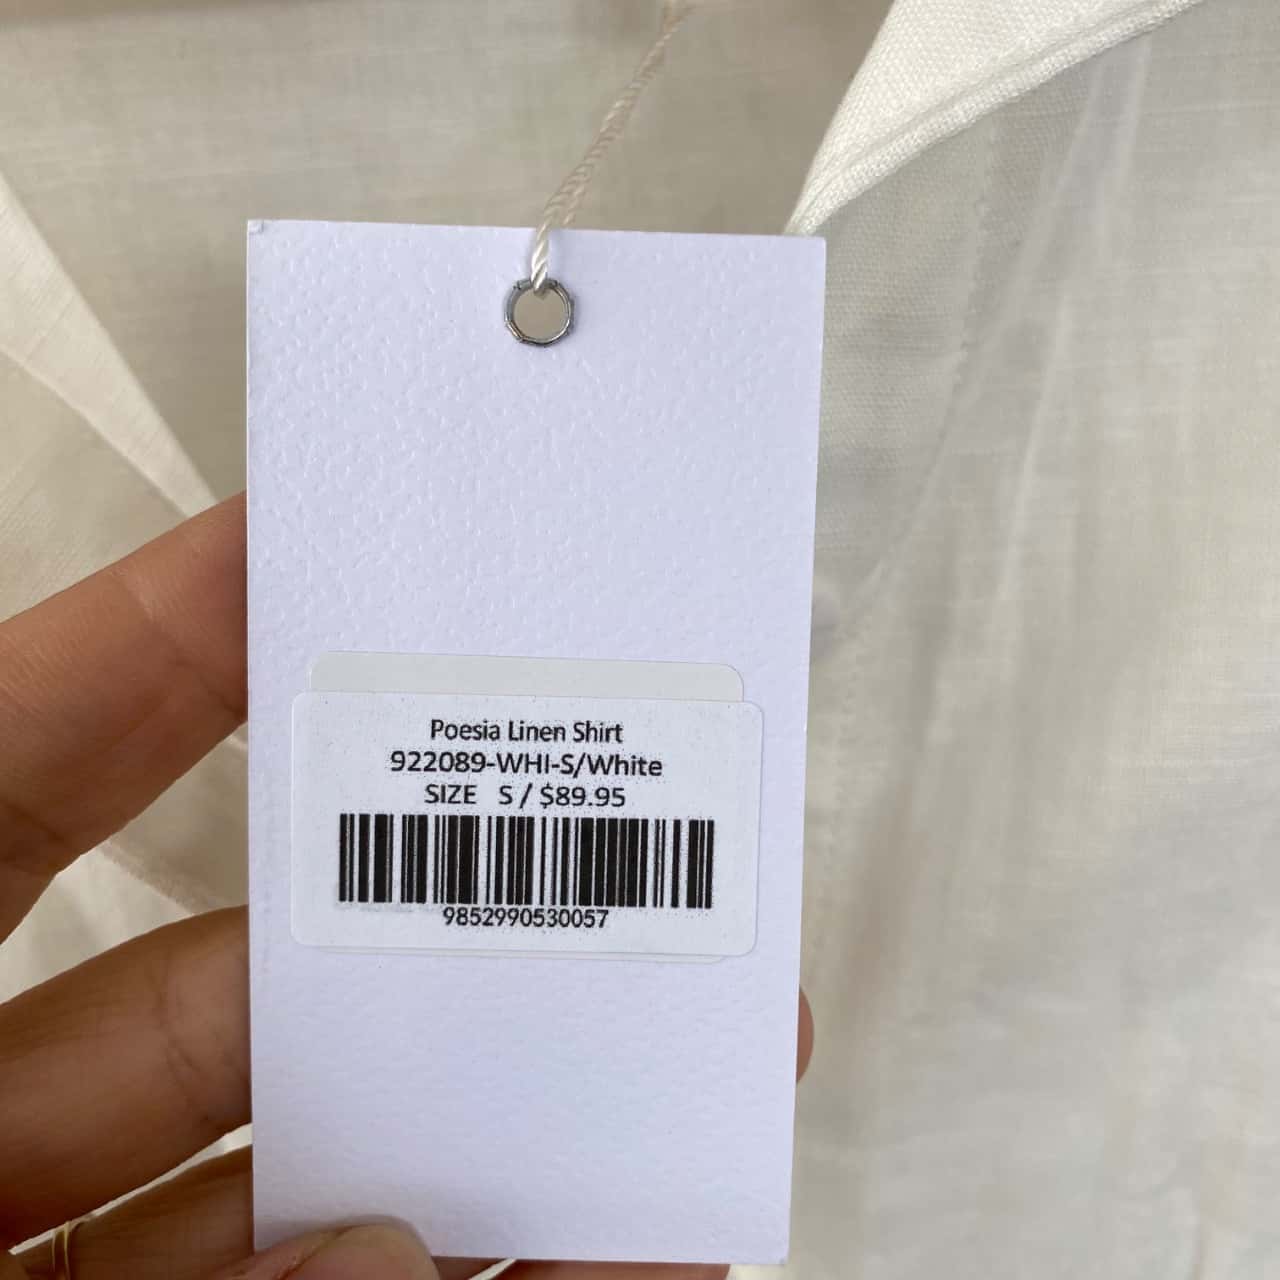 Poesia Linen Shirt
922089-WHI-S/White
SIZE S / $89.95
9852990530057